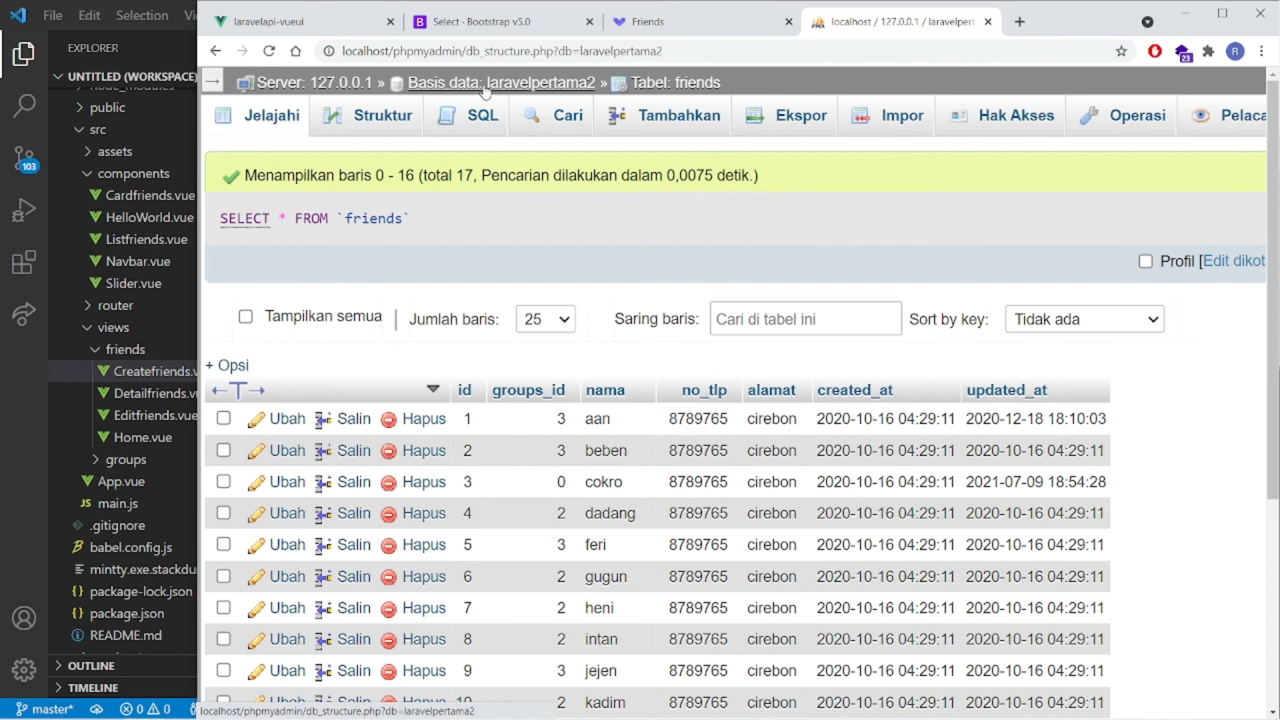 File Edit Selection Vi
laravelapi-vueui
Select · Bootstrap v5.0
Friends
localhost / 127.0.0.1 / laravelpert
localhost/phpmyadmin/db_structure.php?db=laravelpertama2
23
R
EXPLORER
UNTITLED (WORKSPACE)
node_modules
public
src
assets
components
Cardfriends.vue
HelloWorld.vue
Listfriends.vue
Navbar.vue
Slider.vue
router
views
friends
Createfriends.v
Detailfriends.vu
Editfriends.vue
Home.vue
groups
App.vue
JS main.js
.gitignore
babel.config.js
mintty.exe.stackdu
package-lock.json
package.json
README.md
OUTLINE
TIMELINE
103
master* 0 0
Server: 127.0.0.1 » Basis data: laravelpertama2 » Tabel: friends
Jelajahi Struktur SQL Cari Tambahkan Ekspor Impor Hak Akses Operasi Pelaca
Menampilkan baris 0 - 16 (total 17, Pencarian dilakukan dalam 0,0075 detik.)
SELECT * FROM `friends`
Profil [Edit dikot
Tampilkan semua | Jumlah baris: 25 Saring baris: Cari di tabel ini Sort by key: Tidak ada
+ Opsi
←T→ id groups_id nama no_tlp alamat created_at updated_at
Ubah Salin Hapus 1 3 aan 8789765 cirebon 2020-10-16 04:29:11 2020-12-18 18:10:03
Ubah Salin Hapus 2 3 beben 8789765 cirebon 2020-10-16 04:29:11 2020-10-16 04:29:11
Ubah Salin Hapus 3 0 cokro 8789765 cirebon 2020-10-16 04:29:11 2021-07-09 18:54:28
Ubah Salin Hapus 4 2 dadang 8789765 cirebon 2020-10-16 04:29:11 2020-10-16 04:29:11
Ubah Salin Hapus 5 3 feri 8789765 cirebon 2020-10-16 04:29:11 2020-10-16 04:29:11
Ubah Salin Hapus 6 2 gugun 8789765 cirebon 2020-10-16 04:29:11 2020-10-16 04:29:11
Ubah Salin Hapus 7 2 heni 8789765 cirebon 2020-10-16 04:29:11 2020-10-16 04:29:11
Ubah Salin Hapus 8 2 intan 8789765 cirebon 2020-10-16 04:29:11 2020-10-16 04:29:11
Ubah Salin Hapus 9 3 jejen 8789765 cirebon 2020-10-16 04:29:11 2020-10-16 04:29:11
Ubah Salin Hapus 10 2 kadim 8789765 cirebon 2020-10-16 04:29:11 2020-10-16 04:29:11
localhost/phpmyadmin/db_structure.php?db=laravelpertama2